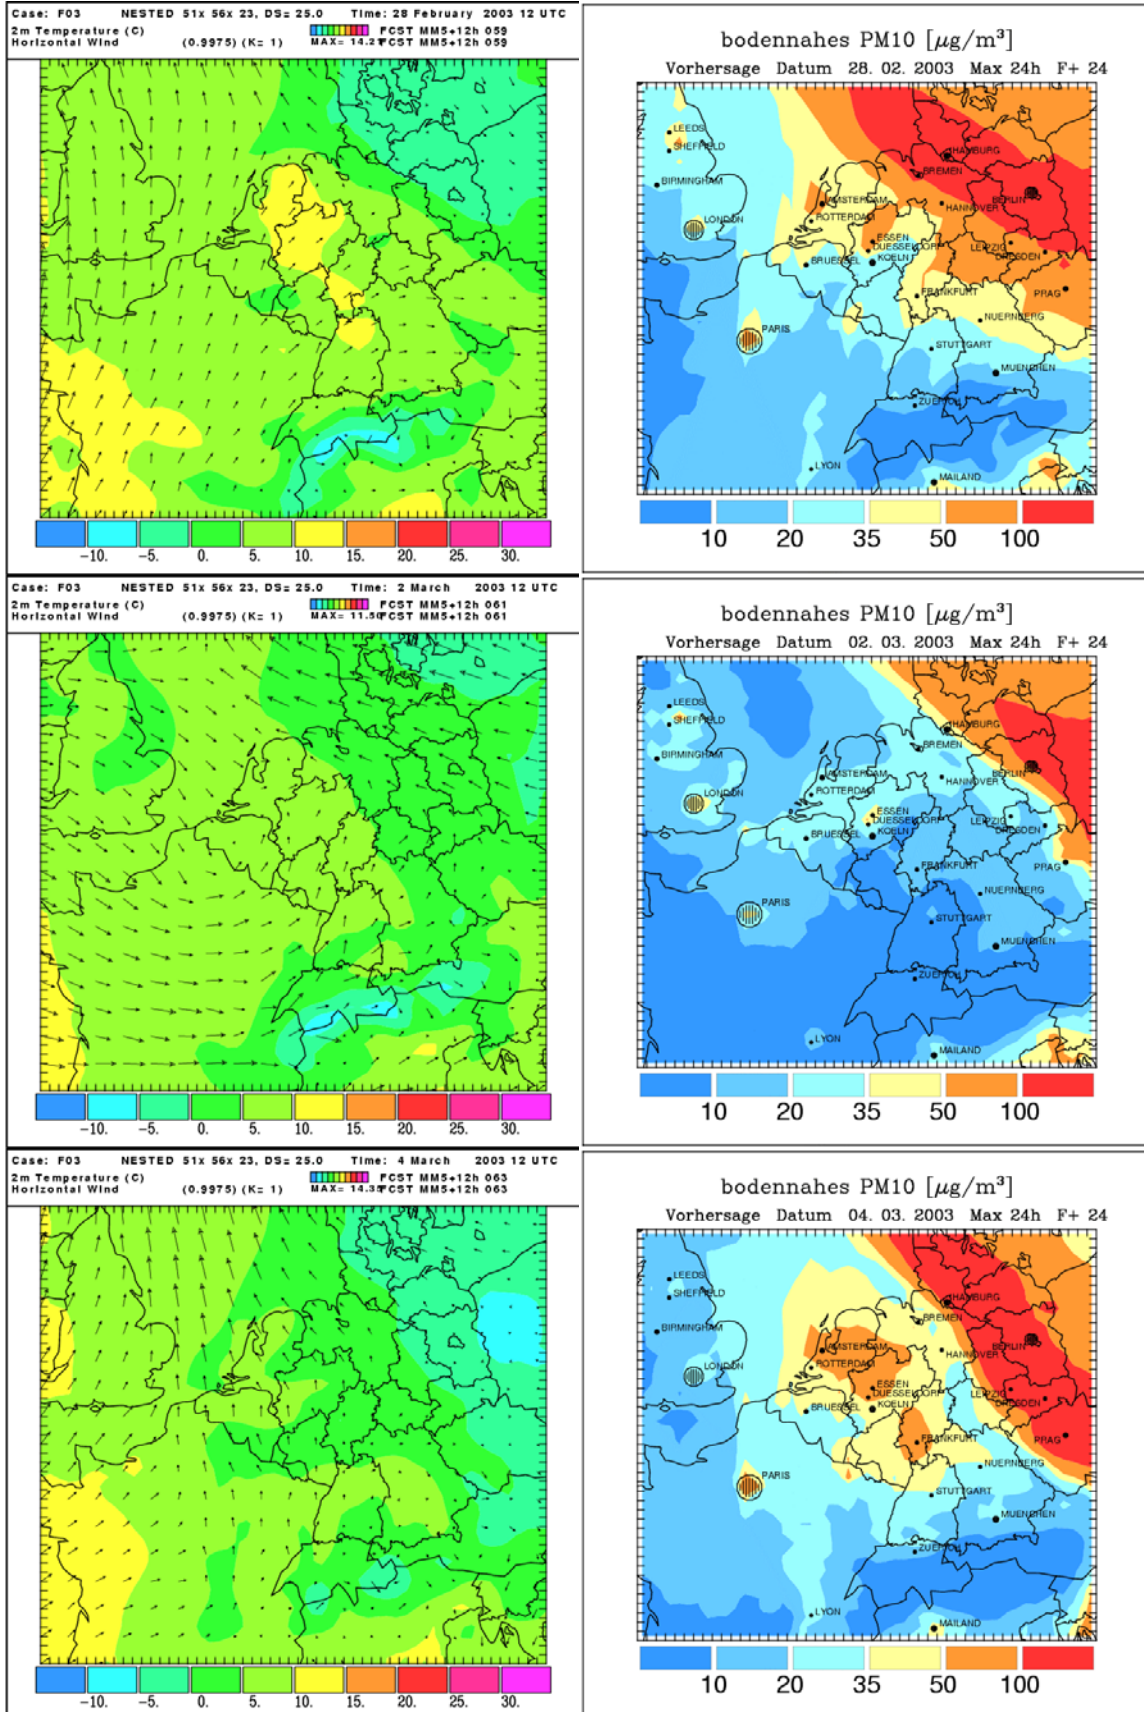 Case: F03 NESTED 51x 56x 23, DS= 25.0 Time: 28 February 2003 12 UTC
2m Temperature (C) FCST MM5+12h 059
Horizontal Wind (0.9975) (K= 1) MAX= 14.21 FCST MM5+12h 059
-10. -5. 0. 5. 10. 15. 20. 25. 30.
bodennahes PM10 [µg/m³]
Vorhersage Datum 28. 02. 2003 Max 24h F+ 24
LEEDS
SHEFFIELD
HAMBURG
BREMEN
BIRMINGHAM
BERLIN
AMSTERDAM
HANNOVER
ROTTERDAM
LONDON
ESSEN
DUESSELDORF
LEIPZIG
DRESDEN
BRUESSEL
KOELN
FRANKFURT
PRAG
NUERNBERG
PARIS
STUTTGART
MUENCHEN
ZUERICH
LYON
MAILAND
10 20 35 50 100
Case: F03 NESTED 51x 56x 23, DS= 25.0 Time: 2 March 2003 12 UTC
2m Temperature (C) FCST MM5+12h 061
Horizontal Wind (0.9975) (K= 1) MAX= 11.50 FCST MM5+12h 061
-10. -5. 0. 5. 10. 15. 20. 25. 30.
bodennahes PM10 [µg/m³]
Vorhersage Datum 02. 03. 2003 Max 24h F+ 24
LEEDS
SHEFFIELD
HAMBURG
BREMEN
BIRMINGHAM
BERLIN
AMSTERDAM
HANNOVER
ROTTERDAM
LONDON
ESSEN
DUESSELDORF
LEIPZIG
DRESDEN
BRUESSEL
KOELN
FRANKFURT
PRAG
NUERNBERG
PARIS
STUTTGART
MUENCHEN
ZUERICH
LYON
MAILAND
10 20 35 50 100
Case: F03 NESTED 51x 56x 23, DS= 25.0 Time: 4 March 2003 12 UTC
2m Temperature (C) FCST MM5+12h 063
Horizontal Wind (0.9975) (K= 1) MAX= 14.35 FCST MM5+12h 063
-10. -5. 0. 5. 10. 15. 20. 25. 30.
bodennahes PM10 [µg/m³]
Vorhersage Datum 04. 03. 2003 Max 24h F+ 24
LEEDS
SHEFFIELD
HAMBURG
BREMEN
BIRMINGHAM
BERLIN
AMSTERDAM
HANNOVER
ROTTERDAM
LONDON
ESSEN
DUESSELDORF
LEIPZIG
DRESDEN
BRUESSEL
KOELN
FRANKFURT
PRAG
NUERNBERG
PARIS
STUTTGART
MUENCHEN
ZUERICH
LYON
MAILAND
10 20 35 50 100